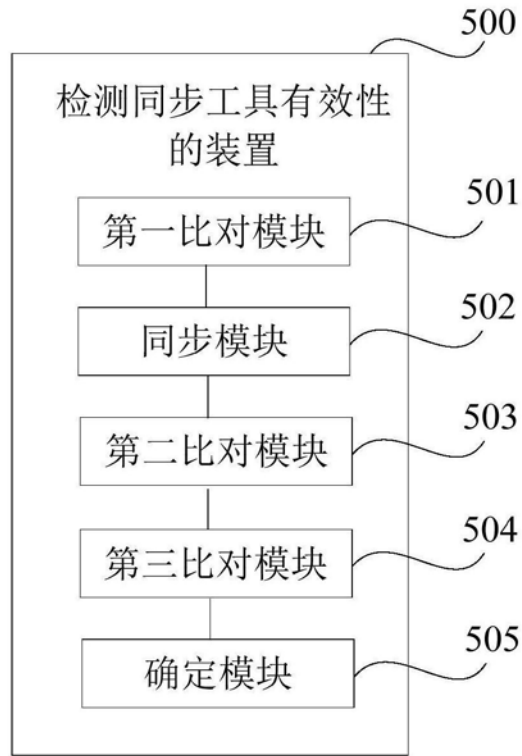 500
检测同步工具有效性
的装置
501
第一比对模块
502
同步模块
503
第二比对模块
504
第三比对模块
505
确定模块